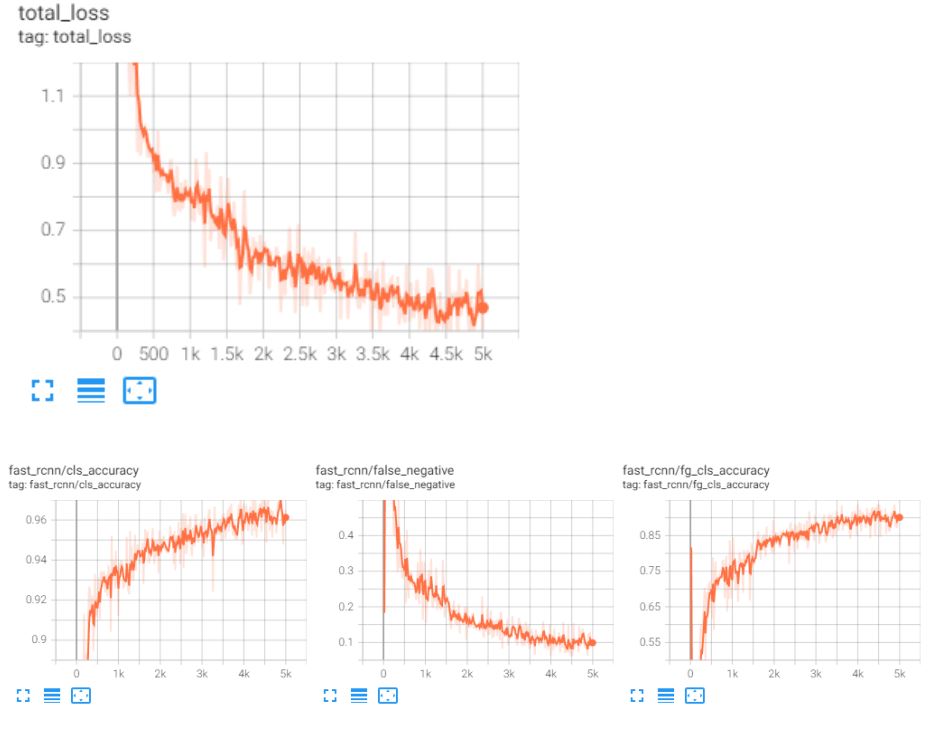 total_loss
tag: total_loss
1.1
0.9
0.7
0.5
0 500 1k 1.5k 2k 2.5k 3k 3.5k 4k 4.5k 5k
fast_rcnn/cls_accuracy
tag: fast_rcnn/cls_accuracy
0.96
0.94
0.92
0.9
0 1k 2k 3k 4k 5k
fast_rcnn/false_negative
tag: fast_rcnn/false_negative
0.4
0.3
0.2
0.1
0 1k 2k 3k 4k 5k
fast_rcnn/fg_cls_accuracy
tag: fast_rcnn/fg_cls_accuracy
0.85
0.75
0.65
0.55
0 1k 2k 3k 4k 5k